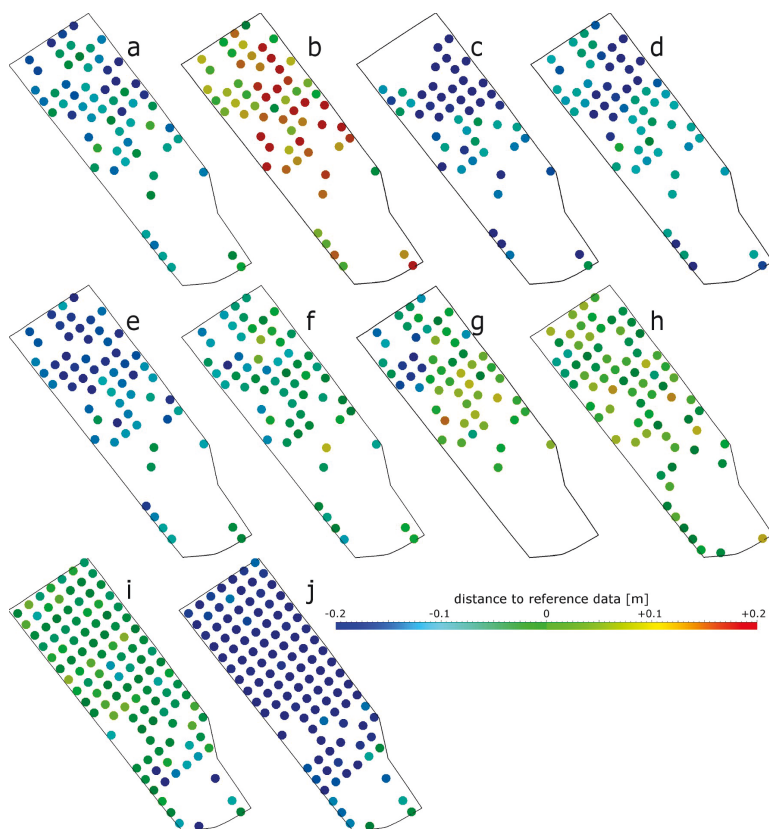 a
b
c
d
e
f
g
h
i
j
distance to reference data [m]
-0.2 -0.1 0 +0.1 +0.2